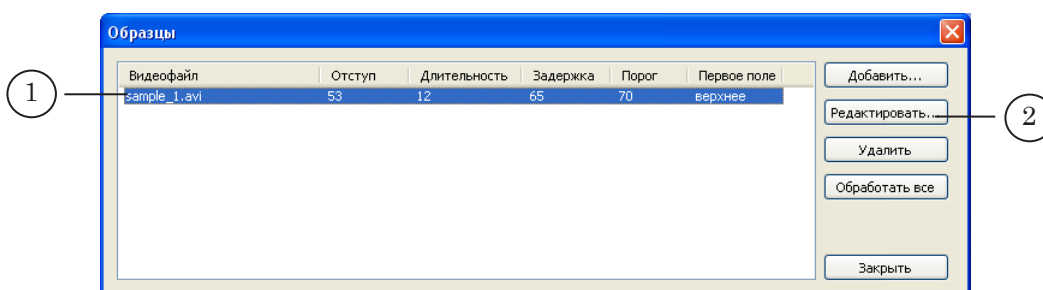 Образцы
Видеофайл Отступ Длительность Задержка Порог Первое поле
sample_1.avi 53 12 65 70 верхнее
Добавить...
Редактировать...
Удалить
Обработать все
Закрыть
1
2